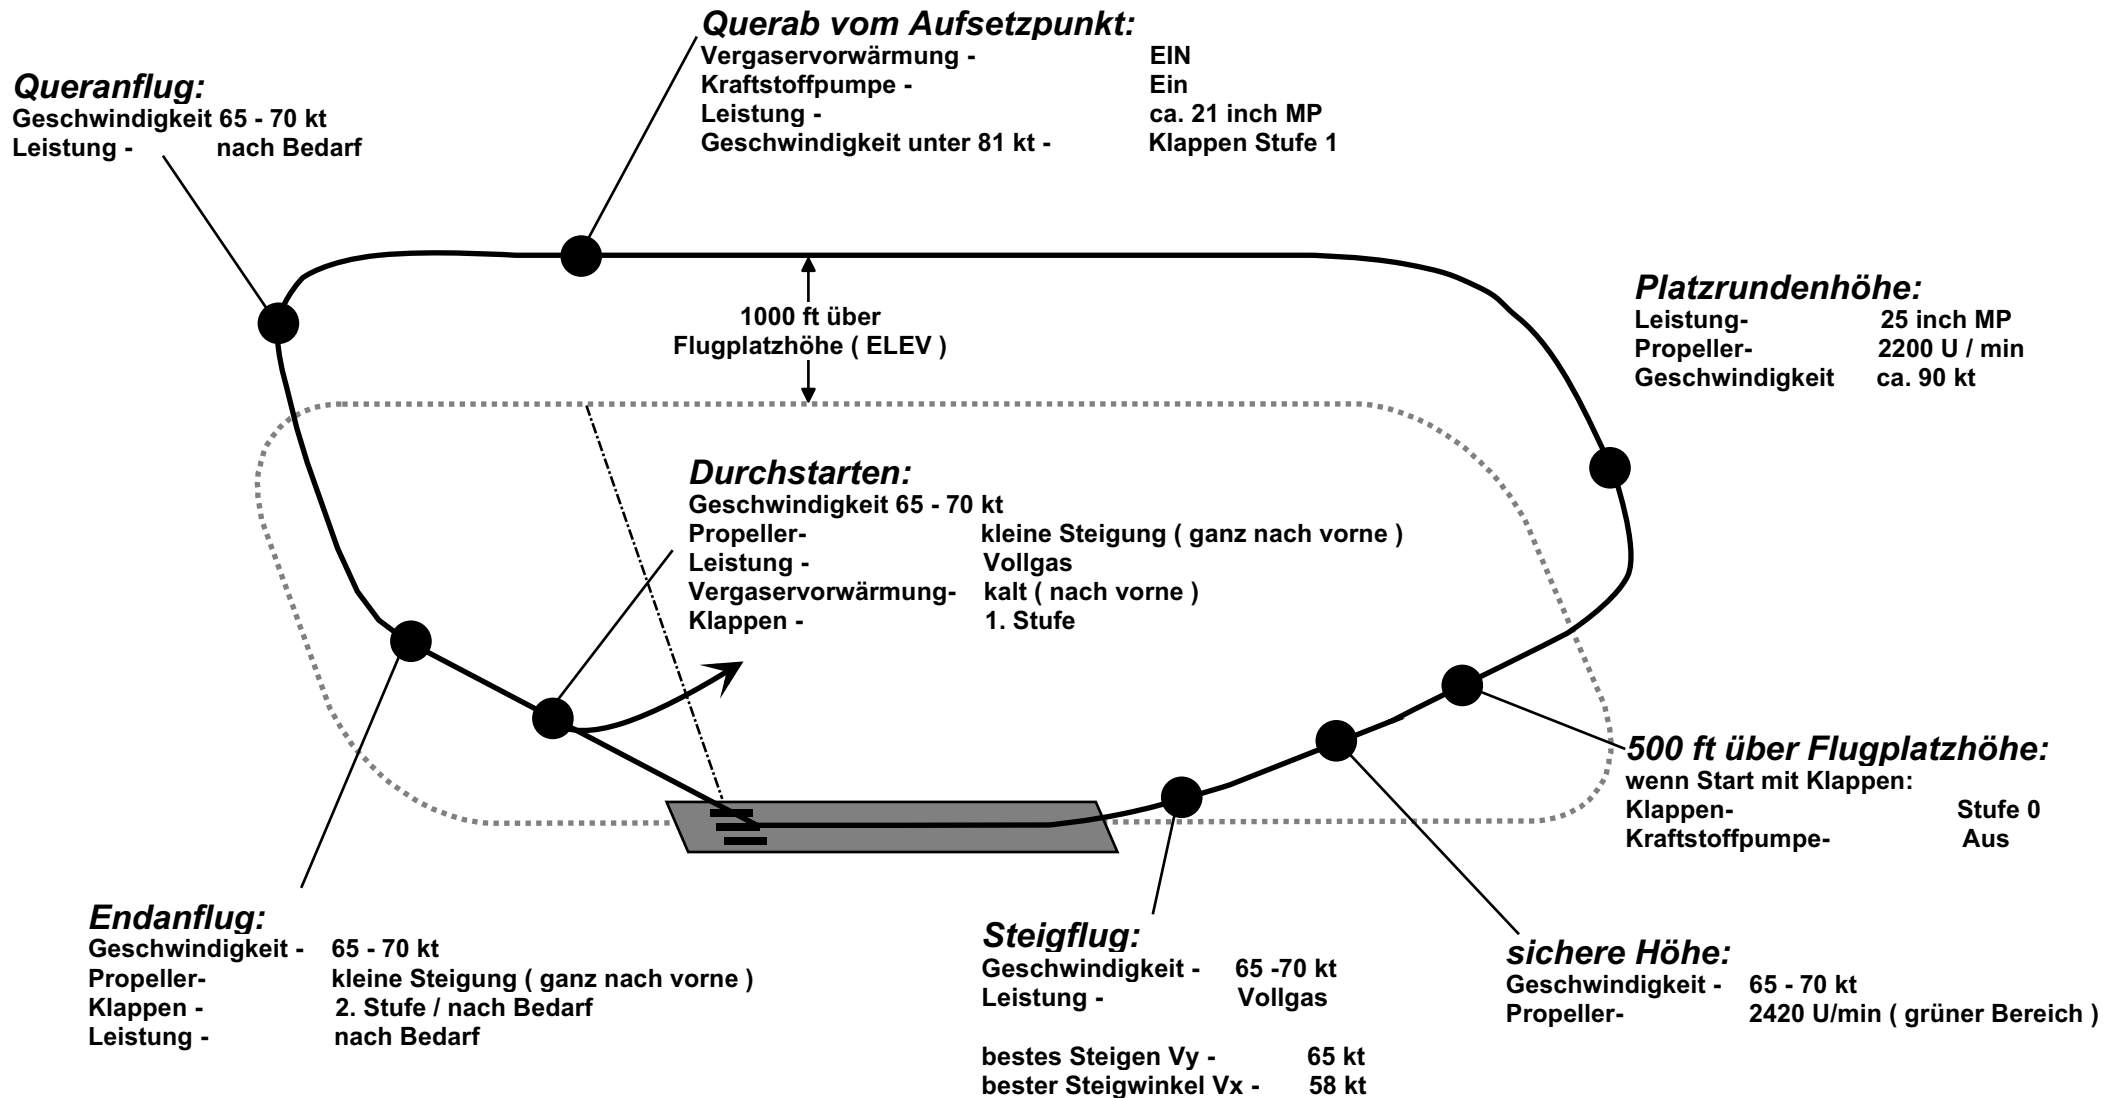 Querab vom Aufsetzpunkt:
Vergaservorwärmung - EIN
Kraftstoffpumpe - Ein
Leistung - ca. 21 inch MP
Geschwindigkeit unter 81 kt - Klappen Stufe 1
Queranflug:
Geschwindigkeit 65 - 70 kt
Leistung - nach Bedarf
Platzrundenhöhe:
Leistung- 25 inch MP
Propeller- 2200 U / min
Geschwindigkeit ca. 90 kt
1000 ft über
Flugplatzhöhe ( ELEV )
Durchstarten:
Geschwindigkeit 65 - 70 kt
Propeller- kleine Steigung ( ganz nach vorne )
Leistung - Vollgas
Vergaservorwärmung- kalt ( nach vorne )
Klappen - 1. Stufe
500 ft über Flugplatzhöhe:
wenn Start mit Klappen:
Klappen- Stufe 0
Kraftstoffpumpe- Aus
Endanflug:
Geschwindigkeit - 65 - 70 kt
Propeller- kleine Steigung ( ganz nach vorne )
Klappen - 2. Stufe / nach Bedarf
Leistung - nach Bedarf
Steigflug:
Geschwindigkeit - 65 -70 kt
Leistung - Vollgas
bestes Steigen Vy - 65 kt
bester Steigwinkel Vx - 58 kt
sichere Höhe:
Geschwindigkeit - 65 - 70 kt
Propeller- 2420 U/min ( grüner Bereich )